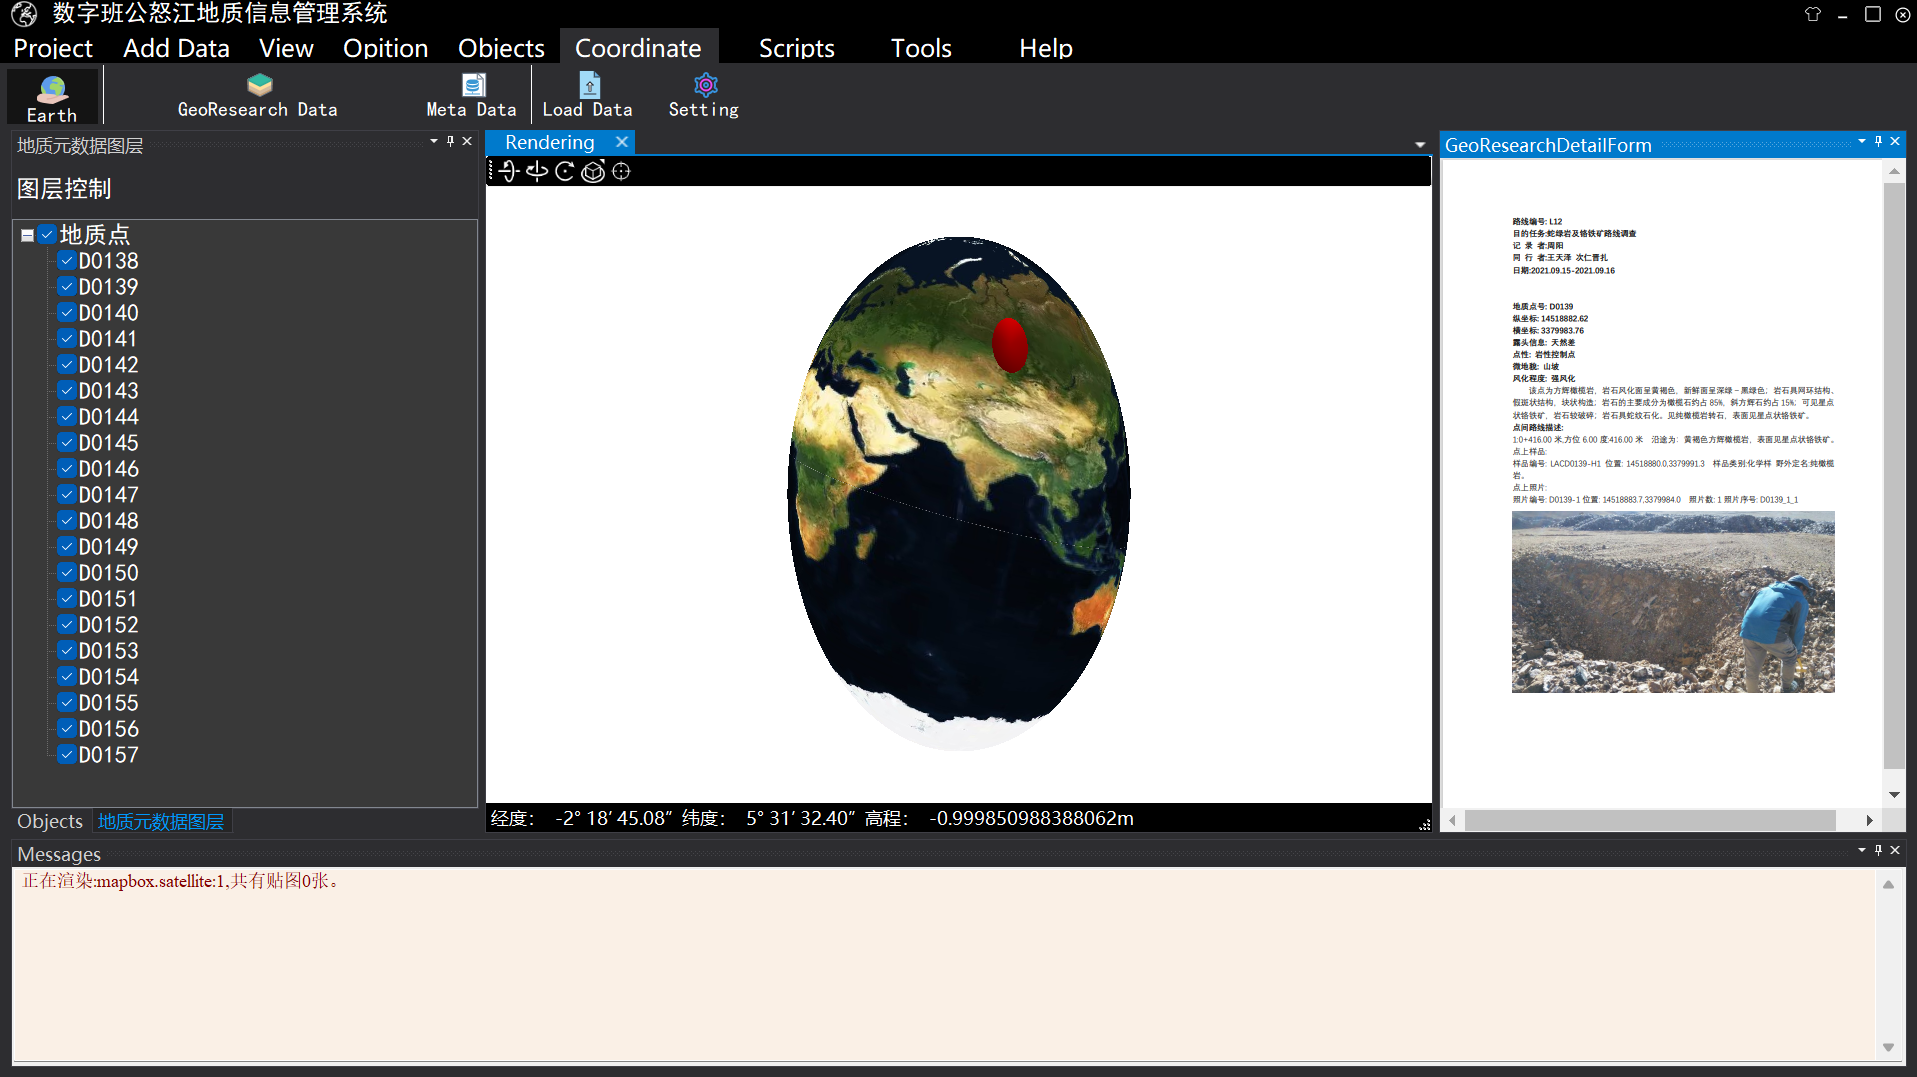 数字班公怒江地质信息管理系统
Project Add Data View Opition Objects Coordinate Scripts Tools Help
Earth GeoResearch Data Meta Data Load Data Setting
地质元数据图层
图层控制
地质点
D0138
D0139
D0140
D0141
D0142
D0143
D0144
D0145
D0146
D0147
D0148
D0149
D0150
D0151
D0152
D0153
D0154
D0155
D0156
D0157
Objects 地质元数据图层
Rendering
经度： -2° 18′ 45.08″ 纬度： 5° 31′ 32.40″ 高程： -0.999850988388062m
GeoResearchDetailForm
路线编号: L12
目的任务:蛇绿岩及铬铁矿路线调查
记 录 者:周阳
同 行 者:王天泽 次仁晋扎
日期:2021.09.15-2021.09.16
地质点号: D0139
纵坐标: 14518882.62
横坐标: 3379983.76
露头信息: 天然差
点性: 岩性控制点
微地貌: 山坡
风化程度: 强风化
该点为方辉橄榄岩，岩石风化面呈黄褐色，新鲜面呈深绿－黑绿色；岩石具网环结构、
假斑状结构，块状构造；岩石的主要成分为橄榄石约占 85%，斜方辉石约占 15%；可见星点
状铬铁矿，岩石较破碎；岩石具蛇纹石化。见纯橄榄岩转石，表面见星点状铬铁矿。
点间路线描述:
1:0+416.00 米,方位 6.00 度:416.00 米 沿途为：黄褐色方辉橄榄岩，表面见星点状铬铁矿。
点上样品:
样品编号: LACD0139-H1 位置: 14518880.0,3379991.3 样品类别:化学样 野外定名:纯橄榄
岩。
点上照片:
照片编号: D0139-1 位置: 14518883.7,3379984.0 照片数: 1 照片序号: D0139_1_1
Messages
正在渲染:mapbox.satellite:1,共有贴图0张。